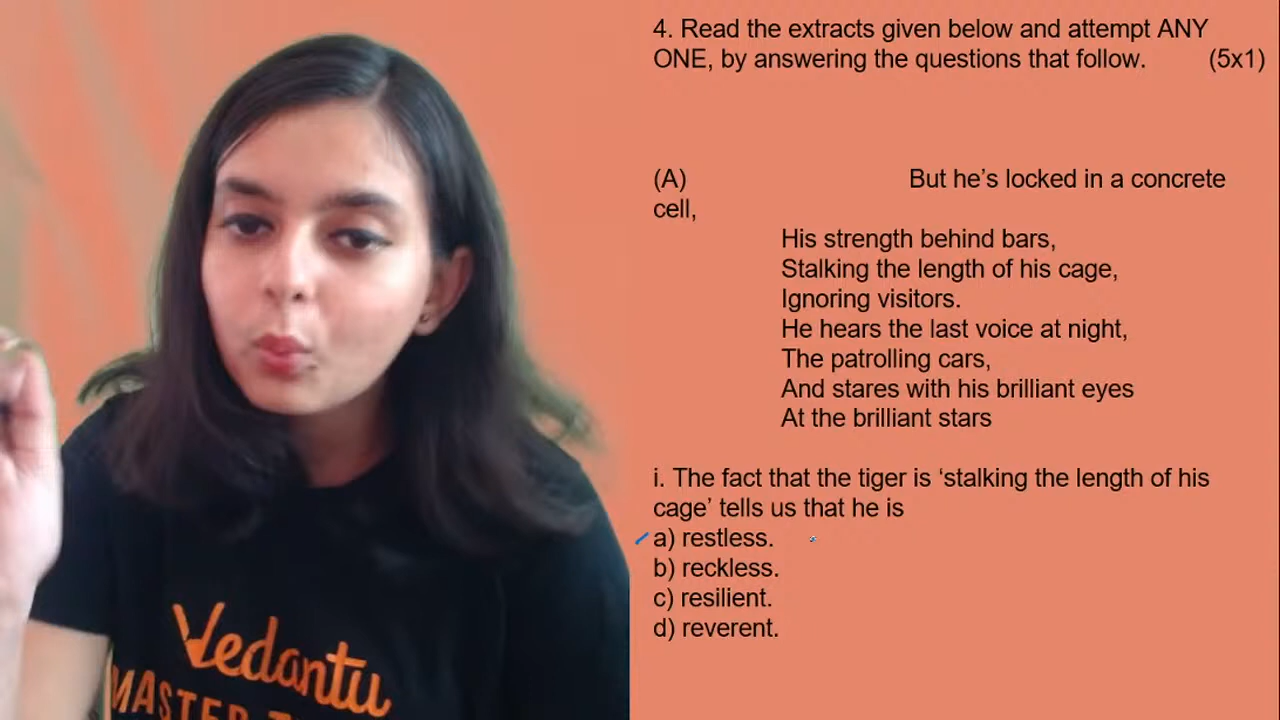 4. Read the extracts given below and attempt ANY
ONE, by answering the questions that follow. (5x1)
(A) But he’s locked in a concrete
cell,
His strength behind bars,
Stalking the length of his cage,
Ignoring visitors.
He hears the last voice at night,
The patrolling cars,
And stares with his brilliant eyes
At the brilliant stars
i. The fact that the tiger is ‘stalking the length of his
cage’ tells us that he is
a) restless.
b) reckless.
c) resilient.
d) reverent.
Vedantu
MASTER